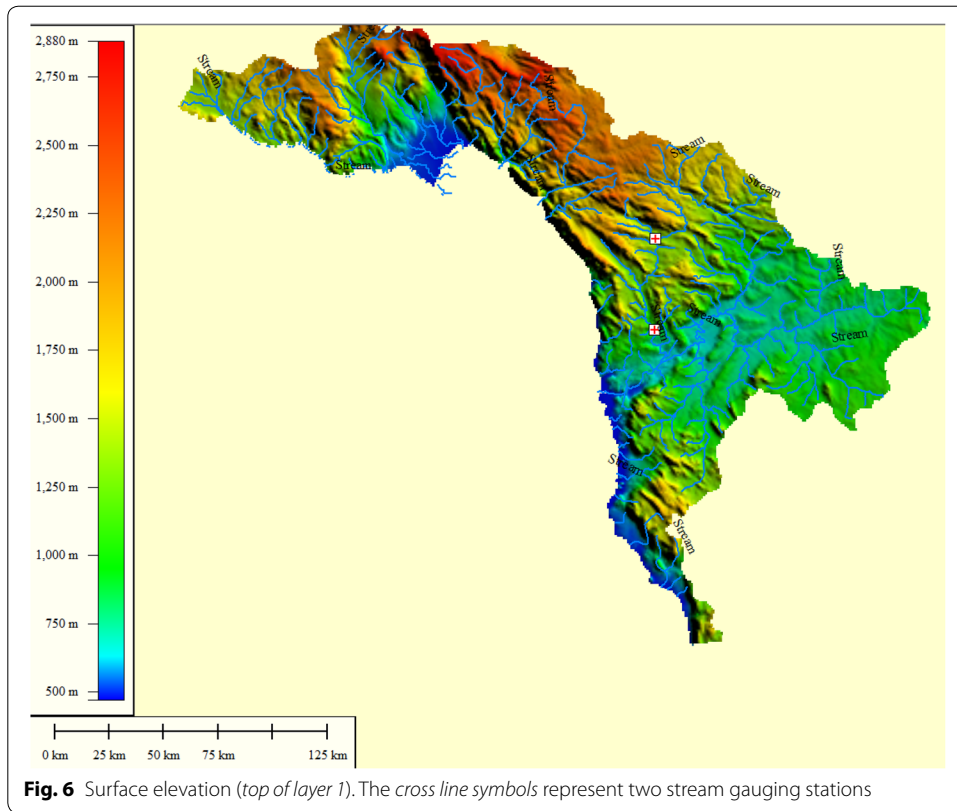 2,880 m
2,750 m
2,500 m
2,250 m
2,000 m
1,750 m
1,500 m
1,250 m
1,000 m
750 m
500 m
Stream
Stream
Stream
Stream
Stream
Stream
Stream
Stream
Stream
Stream
Stream
Stream
Stream
0 km 25 km 50 km 75 km 125 km
Fig. 6 Surface elevation (top of layer 1). The cross line symbols represent two stream gauging stations